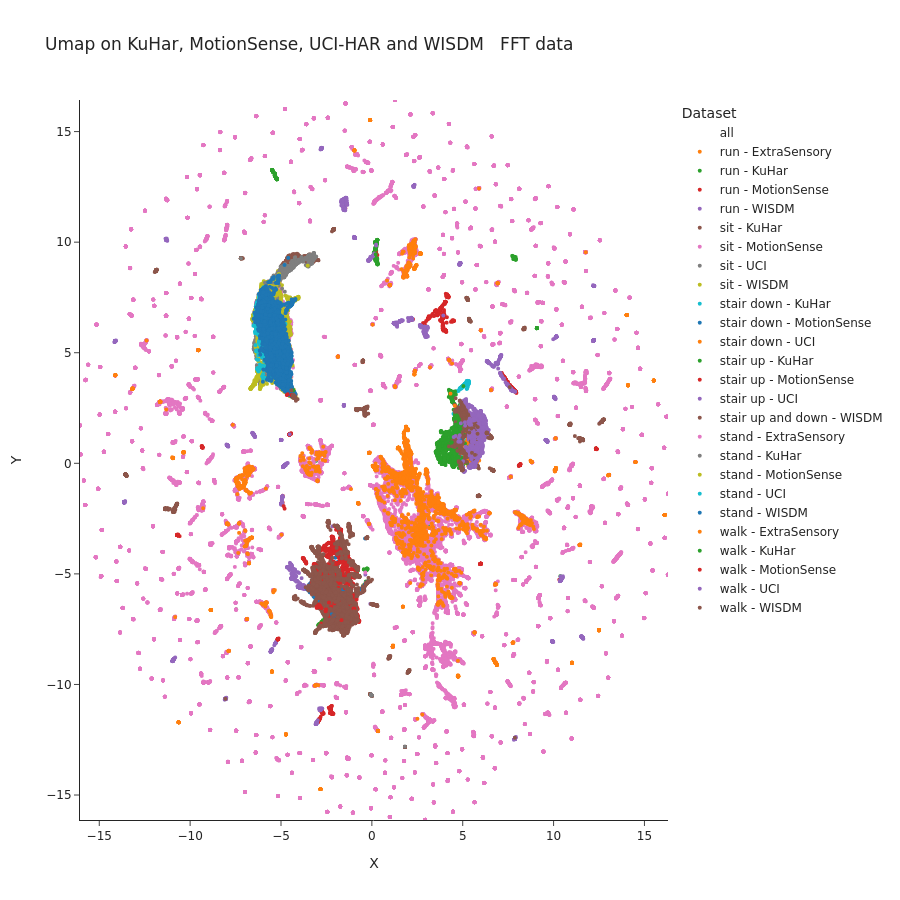 Umap on KuHar, MotionSense, UCI-HAR and WISDM   FFT data
Dataset
all
run - ExtraSensory
run - KuHar
run - MotionSense
run - WISDM
sit - KuHar
sit - MotionSense
sit - UCI
sit - WISDM
stair down - KuHar
stair down - MotionSense
stair down - UCI
stair up - KuHar
stair up - MotionSense
stair up - UCI
stair up and down - WISDM
stand - ExtraSensory
stand - KuHar
stand - MotionSense
stand - UCI
stand - WISDM
walk - ExtraSensory
walk - KuHar
walk - MotionSense
walk - UCI
walk - WISDM
15
10
5
0
−5
−10
−15
Y
−15
−10
−5
0
5
10
15
X